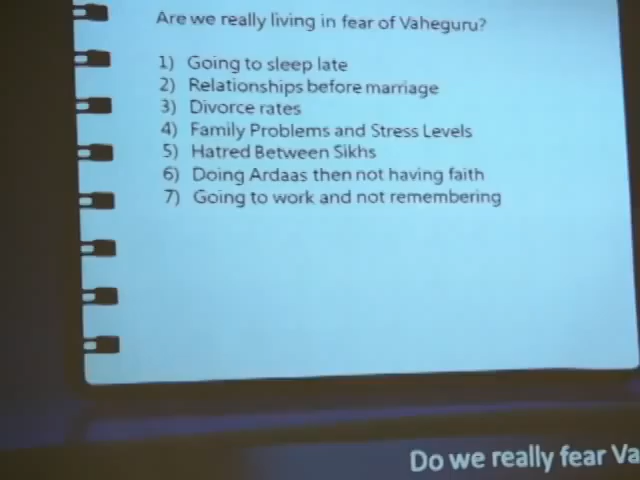 Are we really living in fear of Vaheguru?
1) Going to sleep late
2) Relationships before marriage
3) Divorce rates
4) Family Problems and Stress Levels
5) Hatred Between Sikhs
6) Doing Ardaas then not having faith
7) Going to work and not remembering
Do we really fear Va